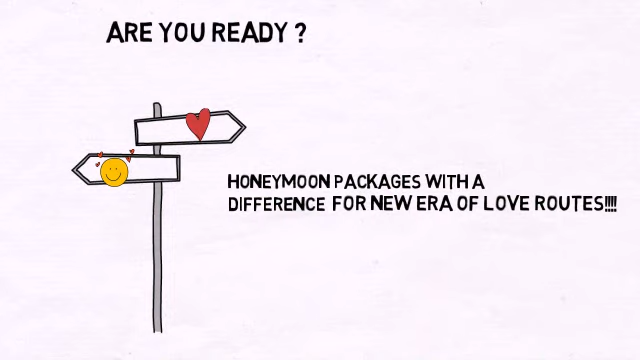 ARE YOU READY ?
HONEYMOON PACKAGES WITH A
DIFFERENCE FOR NEW ERA OF LOVE ROUTES!!!!